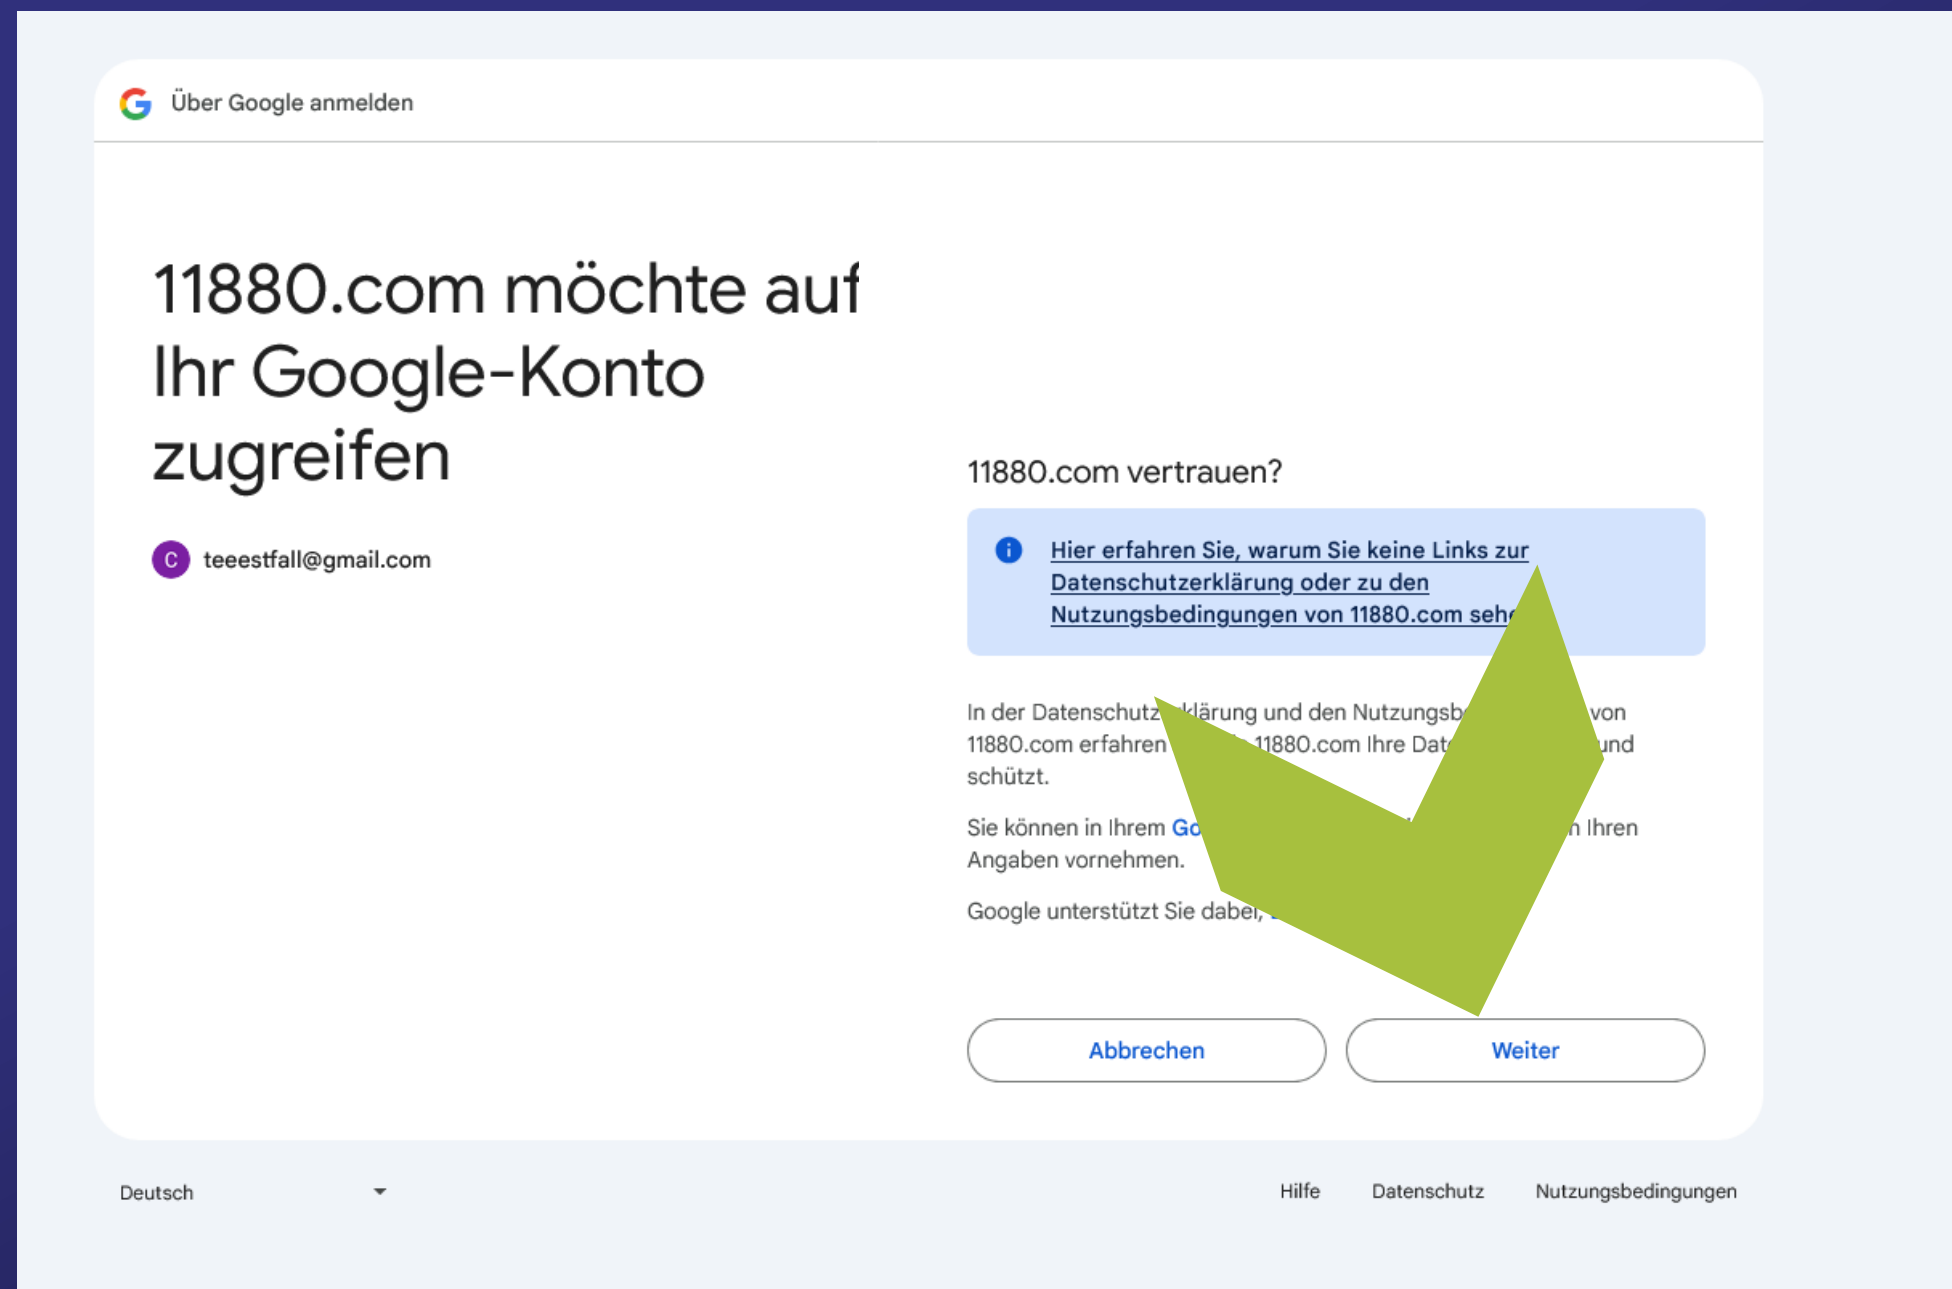 Über Google anmelden
11880.com möchte auf
Ihr Google-Konto
zugreifen
teeestfall@gmail.com
C
11880.com vertrauen?
Hier erfahren Sie, warum Sie keine Links zur
Datenschutzerklärung oder zu den
Nutzungsbedingungen von 11880.com
In der und den von
11880.com erfahren 11880.com Ihre und
schützt.
Sie können in Ihrem Ihren
Angaben vornehmen.
Google unterstützt Sie dabei,
Abbrechen
Weiter
Deutsch
Hilfe Datenschutz Nutzungsbedingungen